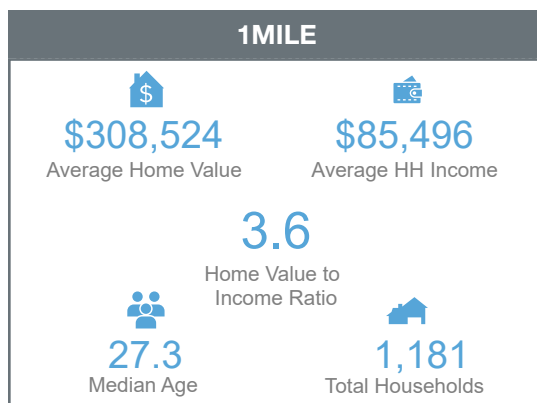 1MILE
$
$308,524
$85,496
Average Home Value
Average HH Income
3.6
Home Value to
Income Ratio
27.3
1,181
Median Age
Total Households